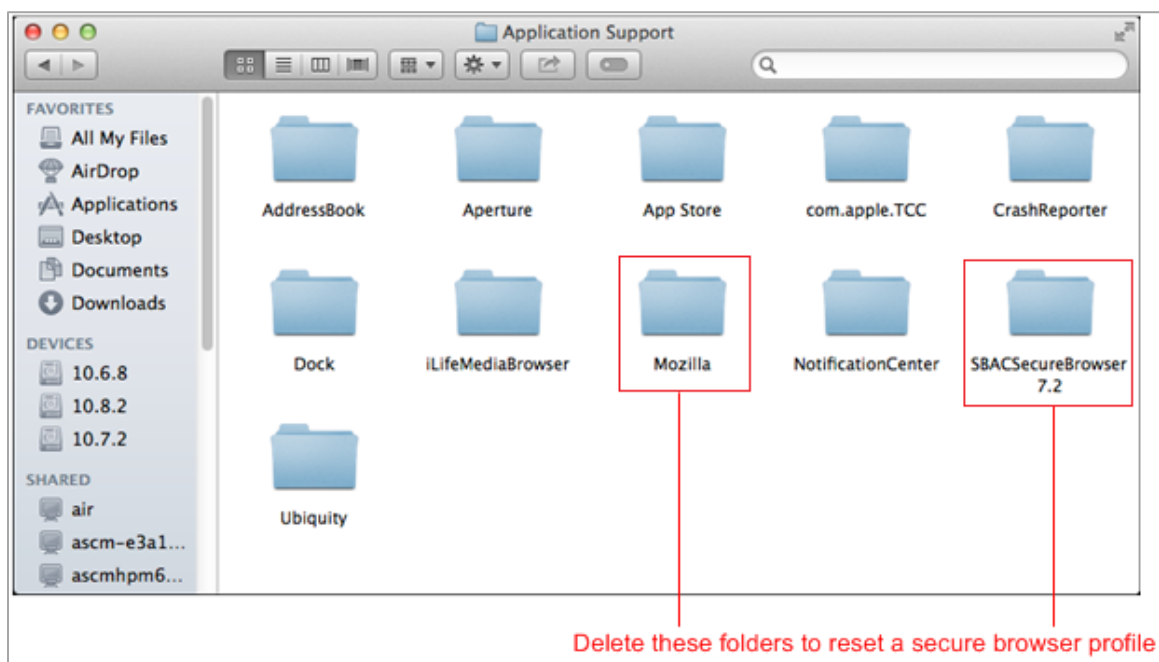 Application Support
FAVORITES
All My Files
AirDrop
Applications
Desktop
Documents
Downloads
DEVICES
10.6.8
10.8.2
10.7.2
SHARED
air
ascm-e3a1...
ascmhpm6...
AddressBook
Aperture
App Store
com.apple.TCC
CrashReporter
Dock
iLifeMediaBrowser
Mozilla
NotificationCenter
SBACSecureBrowser
7.2
Ubiquity
Delete these folders to reset a secure browser profile